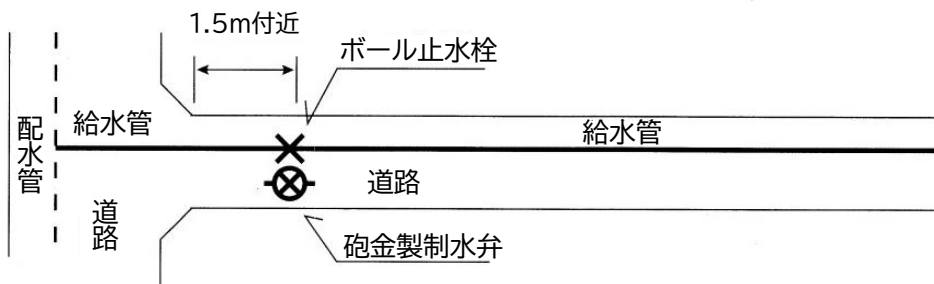 1.5m付近
ボール止水栓
給水管
給水管
配水管
道路
道路
砲金製制水弁